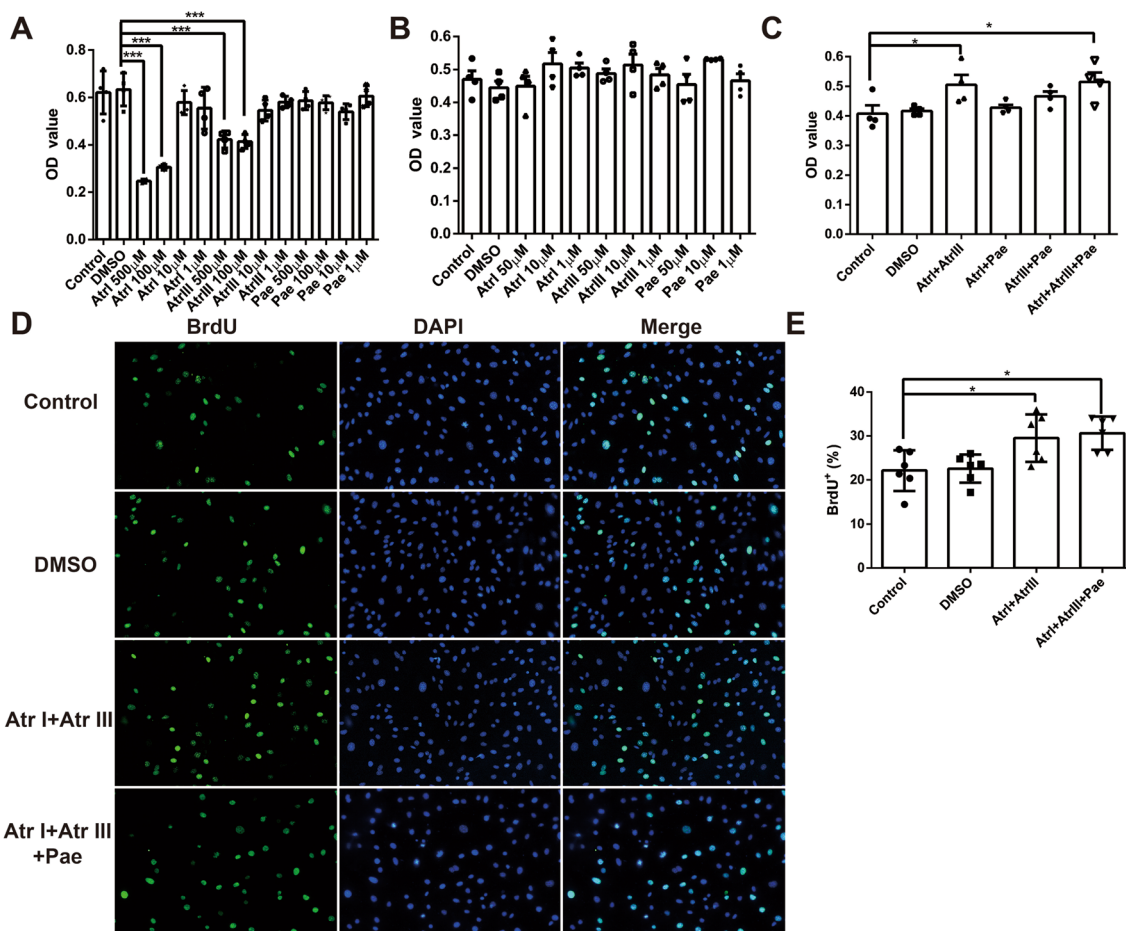 A
***
***
***
***
OD value
0.8
0.6
0.4
0.2
0.0
Control
DMSO
AtrI 500μM
AtrI 100μM
AtrI 10μM
AtrI 1μM
AtrIII 500μM
AtrIII 100μM
AtrIII 10μM
AtrIII 1μM
Pae 500μM
Pae 100μM
Pae 10μM
Pae 1μM
B
OD value
0.6
0.5
0.4
0.3
0.2
0.1
0.0
Control
DMSO
AtrI 50μM
AtrI 10μM
AtrI 1μM
AtrIII 50μM
AtrIII 10μM
AtrIII 1μM
Pae 50μM
Pae 10μM
Pae 1μM
C
*
*
OD value
0.6
0.5
0.4
0.3
0.2
0.1
0.0
Control
DMSO
AtrI+AtrIII
AtrI+Pae
AtrIII+Pae
AtrI+AtrIII+Pae
D
BrdU
DAPI
Merge
Control
DMSO
Atr I+Atr III
Atr I+Atr III
+Pae
E
*
*
BrdU⁺ (%)
40
30
20
10
0
Control
DMSO
AtrI+AtrIII
AtrI+AtrIII+Pae